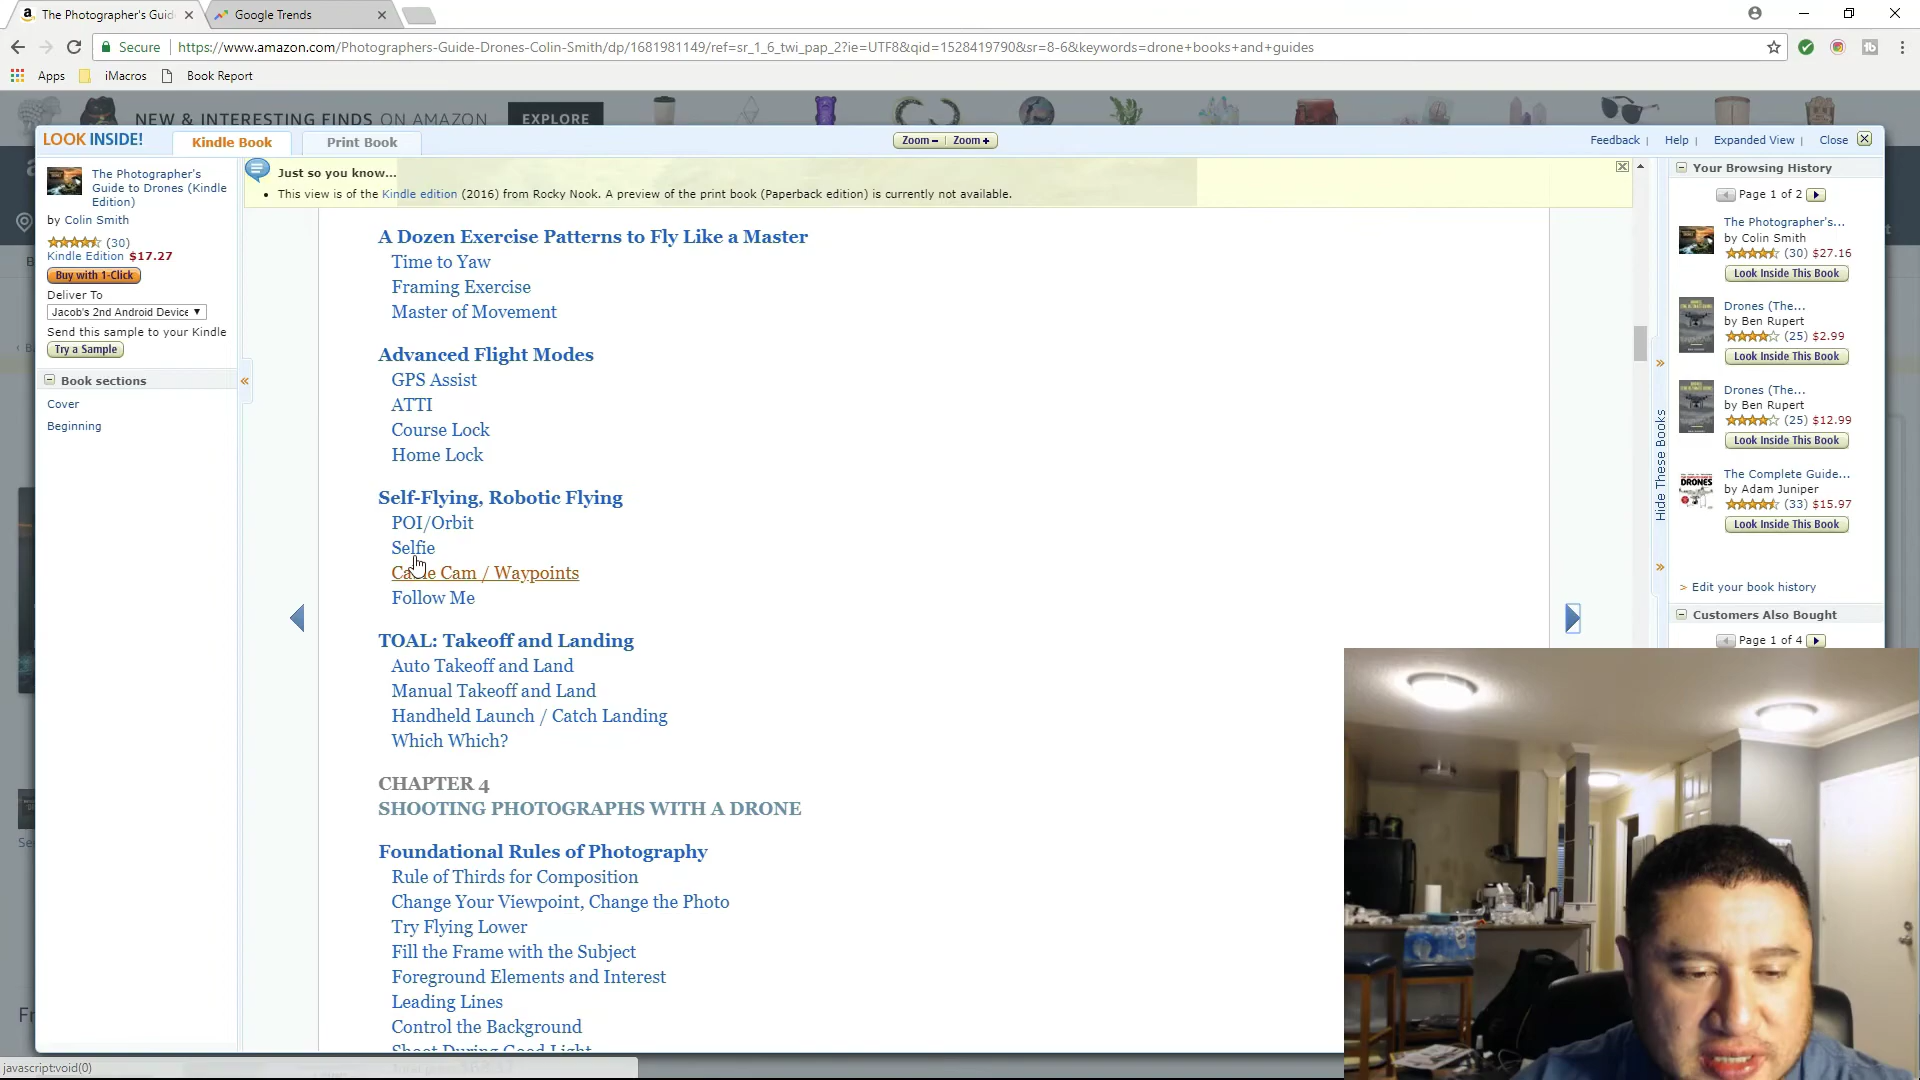 The Photographer's Guid
Google Trends
Secure
https://www.amazon.com/Photographers-Guide-Drones-Colin-Smith/dp/1681981149/ref=sr_1_6_twi_pap_2?ie=UTF8&qid=1528419790&sr=8-6&keywords=drone+books+and+guides
Apps
iMacros
Book Report
NEW & INTERESTING FINDS ON AMAZON
EXPLORE
LOOK INSIDE!
Kindle Book
Print Book
Zoom
Zoom
Feedback
Help
Expanded View
Close
The Photographer's
Guide to Drones (Kindle
Edition)
by Colin Smith
(30)
Kindle Edition $17.27
Buy with 1-Click
Deliver To
Jacob's 2nd Android Device
Send this sample to your Kindle
Try a Sample
Book sections
Cover
Beginning
Just so you know...
This view is of the Kindle edition (2016) from Rocky Nook. A preview of the print book (Paperback edition) is currently not available.
A Dozen Exercise Patterns to Fly Like a Master
Time to Yaw
Framing Exercise
Master of Movement
Advanced Flight Modes
GPS Assist
ATTI
Course Lock
Home Lock
Self-Flying, Robotic Flying
POI/Orbit
Selfie
Cam / Waypoints
Follow Me
TOAL: Takeoff and Landing
Auto Takeoff and Land
Manual Takeoff and Land
Handheld Launch / Catch Landing
Which Which?
CHAPTER 4
SHOOTING PHOTOGRAPHS WITH A DRONE
Foundational Rules of Photography
Rule of Thirds for Composition
Change Your Viewpoint, Change the Photo
Try Flying Lower
Fill the Frame with the Subject
Foreground Elements and Interest
Leading Lines
Control the Background
Shoot During Good Light
Hide These Books
Your Browsing History
Page 1 of 2
The Photographer's...
by Colin Smith
(30) $27.16
Look Inside This Book
Drones (The...
by Ben Rupert
(25) $2.99
Look Inside This Book
Drones (The...
by Ben Rupert
(25) $12.99
Look Inside This Book
DRONES
The Complete Guide...
by Adam Juniper
(33) $15.97
Look Inside This Book
> Edit your book history
Customers Also Bought
Page 1 of 4
javascript:void(0)